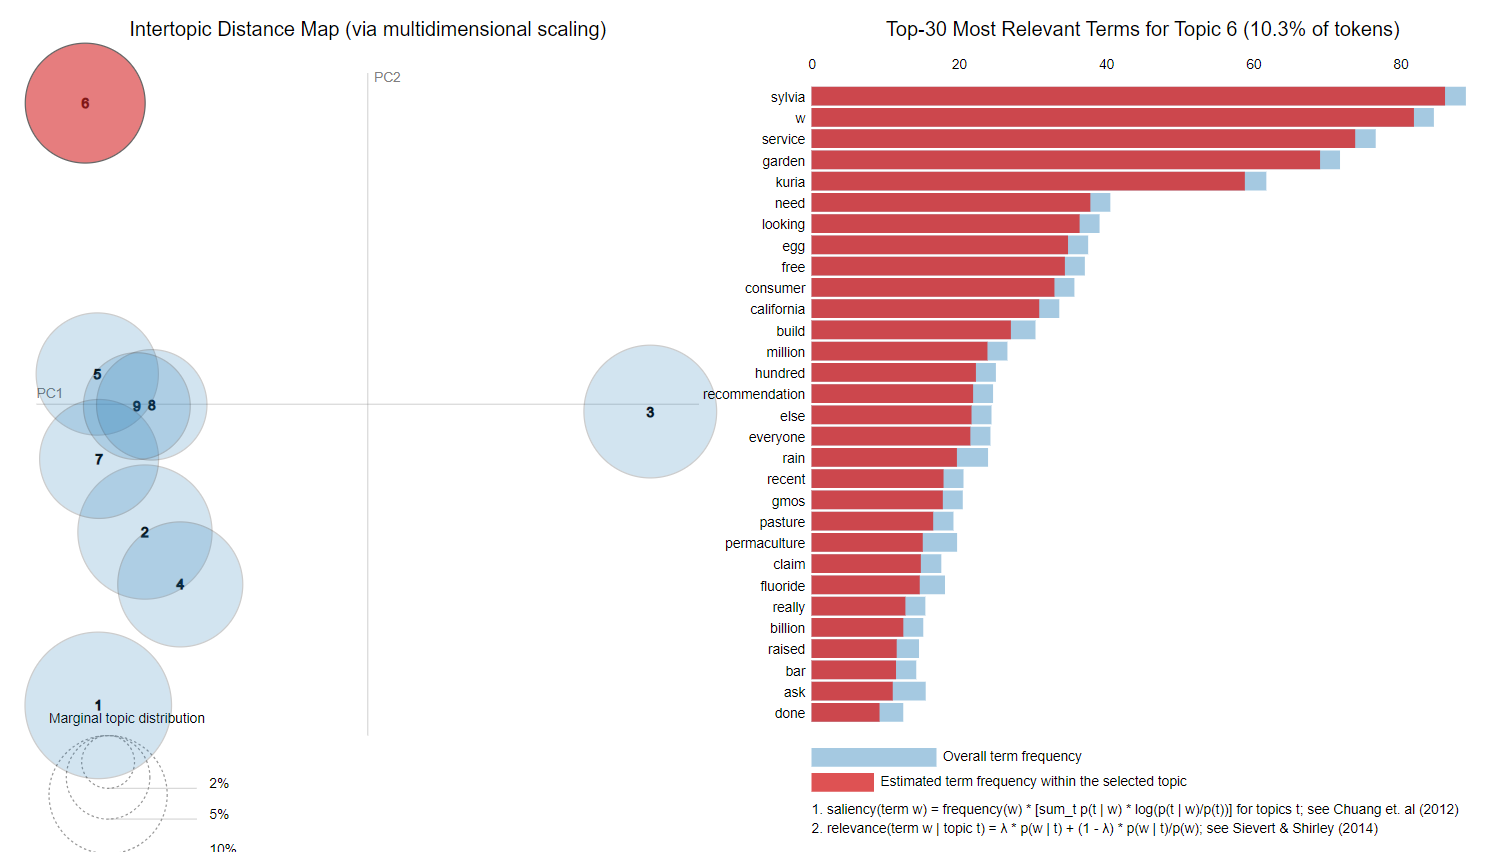 Intertopic Distance Map (via multidimensional scaling)
PC2
6
5
PC1
9
8
3
7
2
4
1
Marginal topic distribution
2%
5%
10%
Top-30 Most Relevant Terms for Topic 6 (10.3% of tokens)
0 20 40 60 80
sylvia
w
service
garden
kuria
need
looking
egg
free
consumer
california
build
million
hundred
recommendation
else
everyone
rain
recent
gmos
pasture
permaculture
claim
fluoride
really
billion
raised
bar
ask
done
Overall term frequency
Estimated term frequency within the selected topic
1. saliency(term w) = frequency(w) * [sum_t p(t | w) * log(p(t | w)/p(t))] for topics t; see Chuang et. al (2012)
2. relevance(term w | topic t) = λ * p(w | t) + (1 - λ) * p(w | t)/p(w); see Sievert & Shirley (2014)